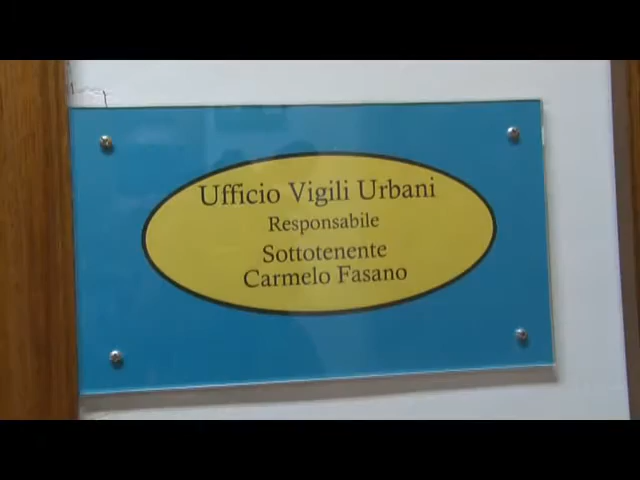 Ufficio Vigili Urbani
Responsabile
Sottotenente
Carmelo Fasano